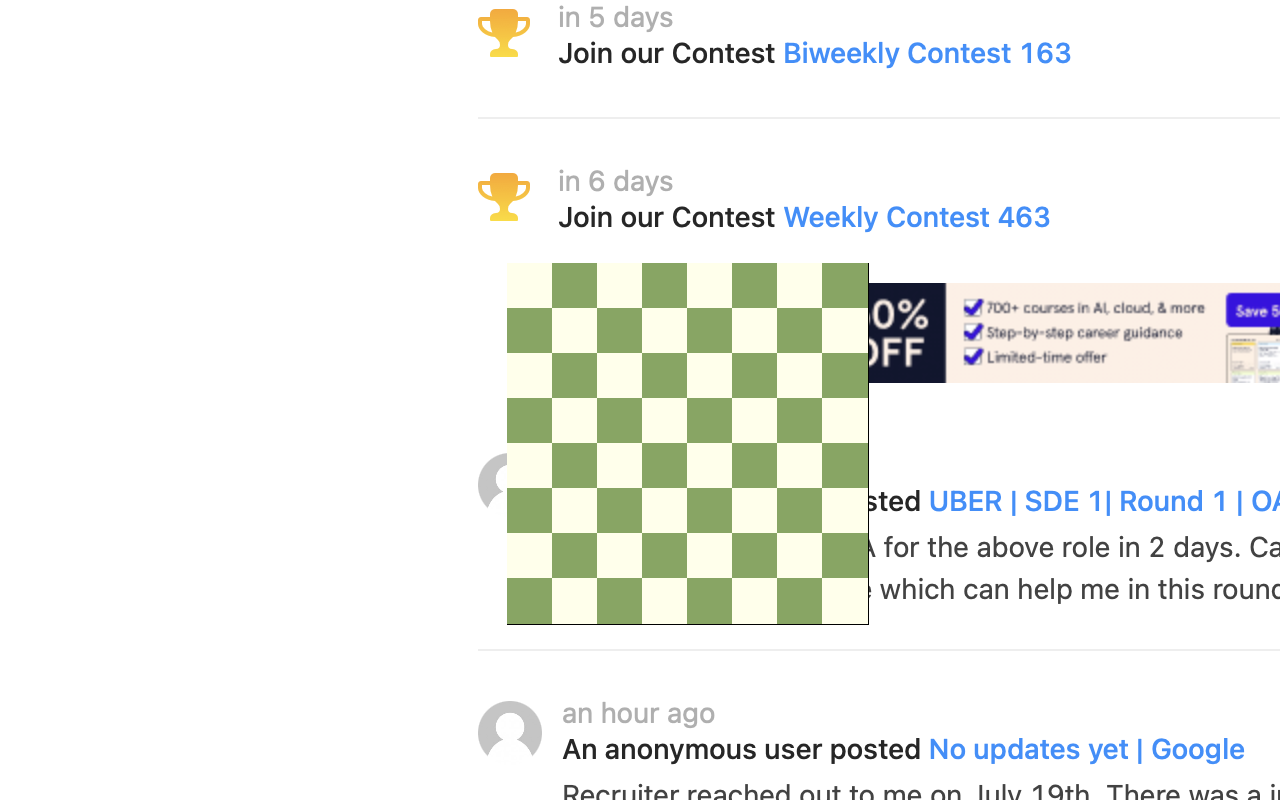 in 5 days
Join our Contest Biweekly Contest 163
in 6 days
Join our Contest Weekly Contest 463
0%
OFF
700+ courses in AI, cloud, & more
Step-by-step career guidance
Limited-time offer
Save 5
sted UBER | SDE 1| Round 1 | OA
for the above role in 2 days. Ca
which can help me in this round
an hour ago
An anonymous user posted No updates yet | Google
Recruiter reached out to me on July 19th. There was a